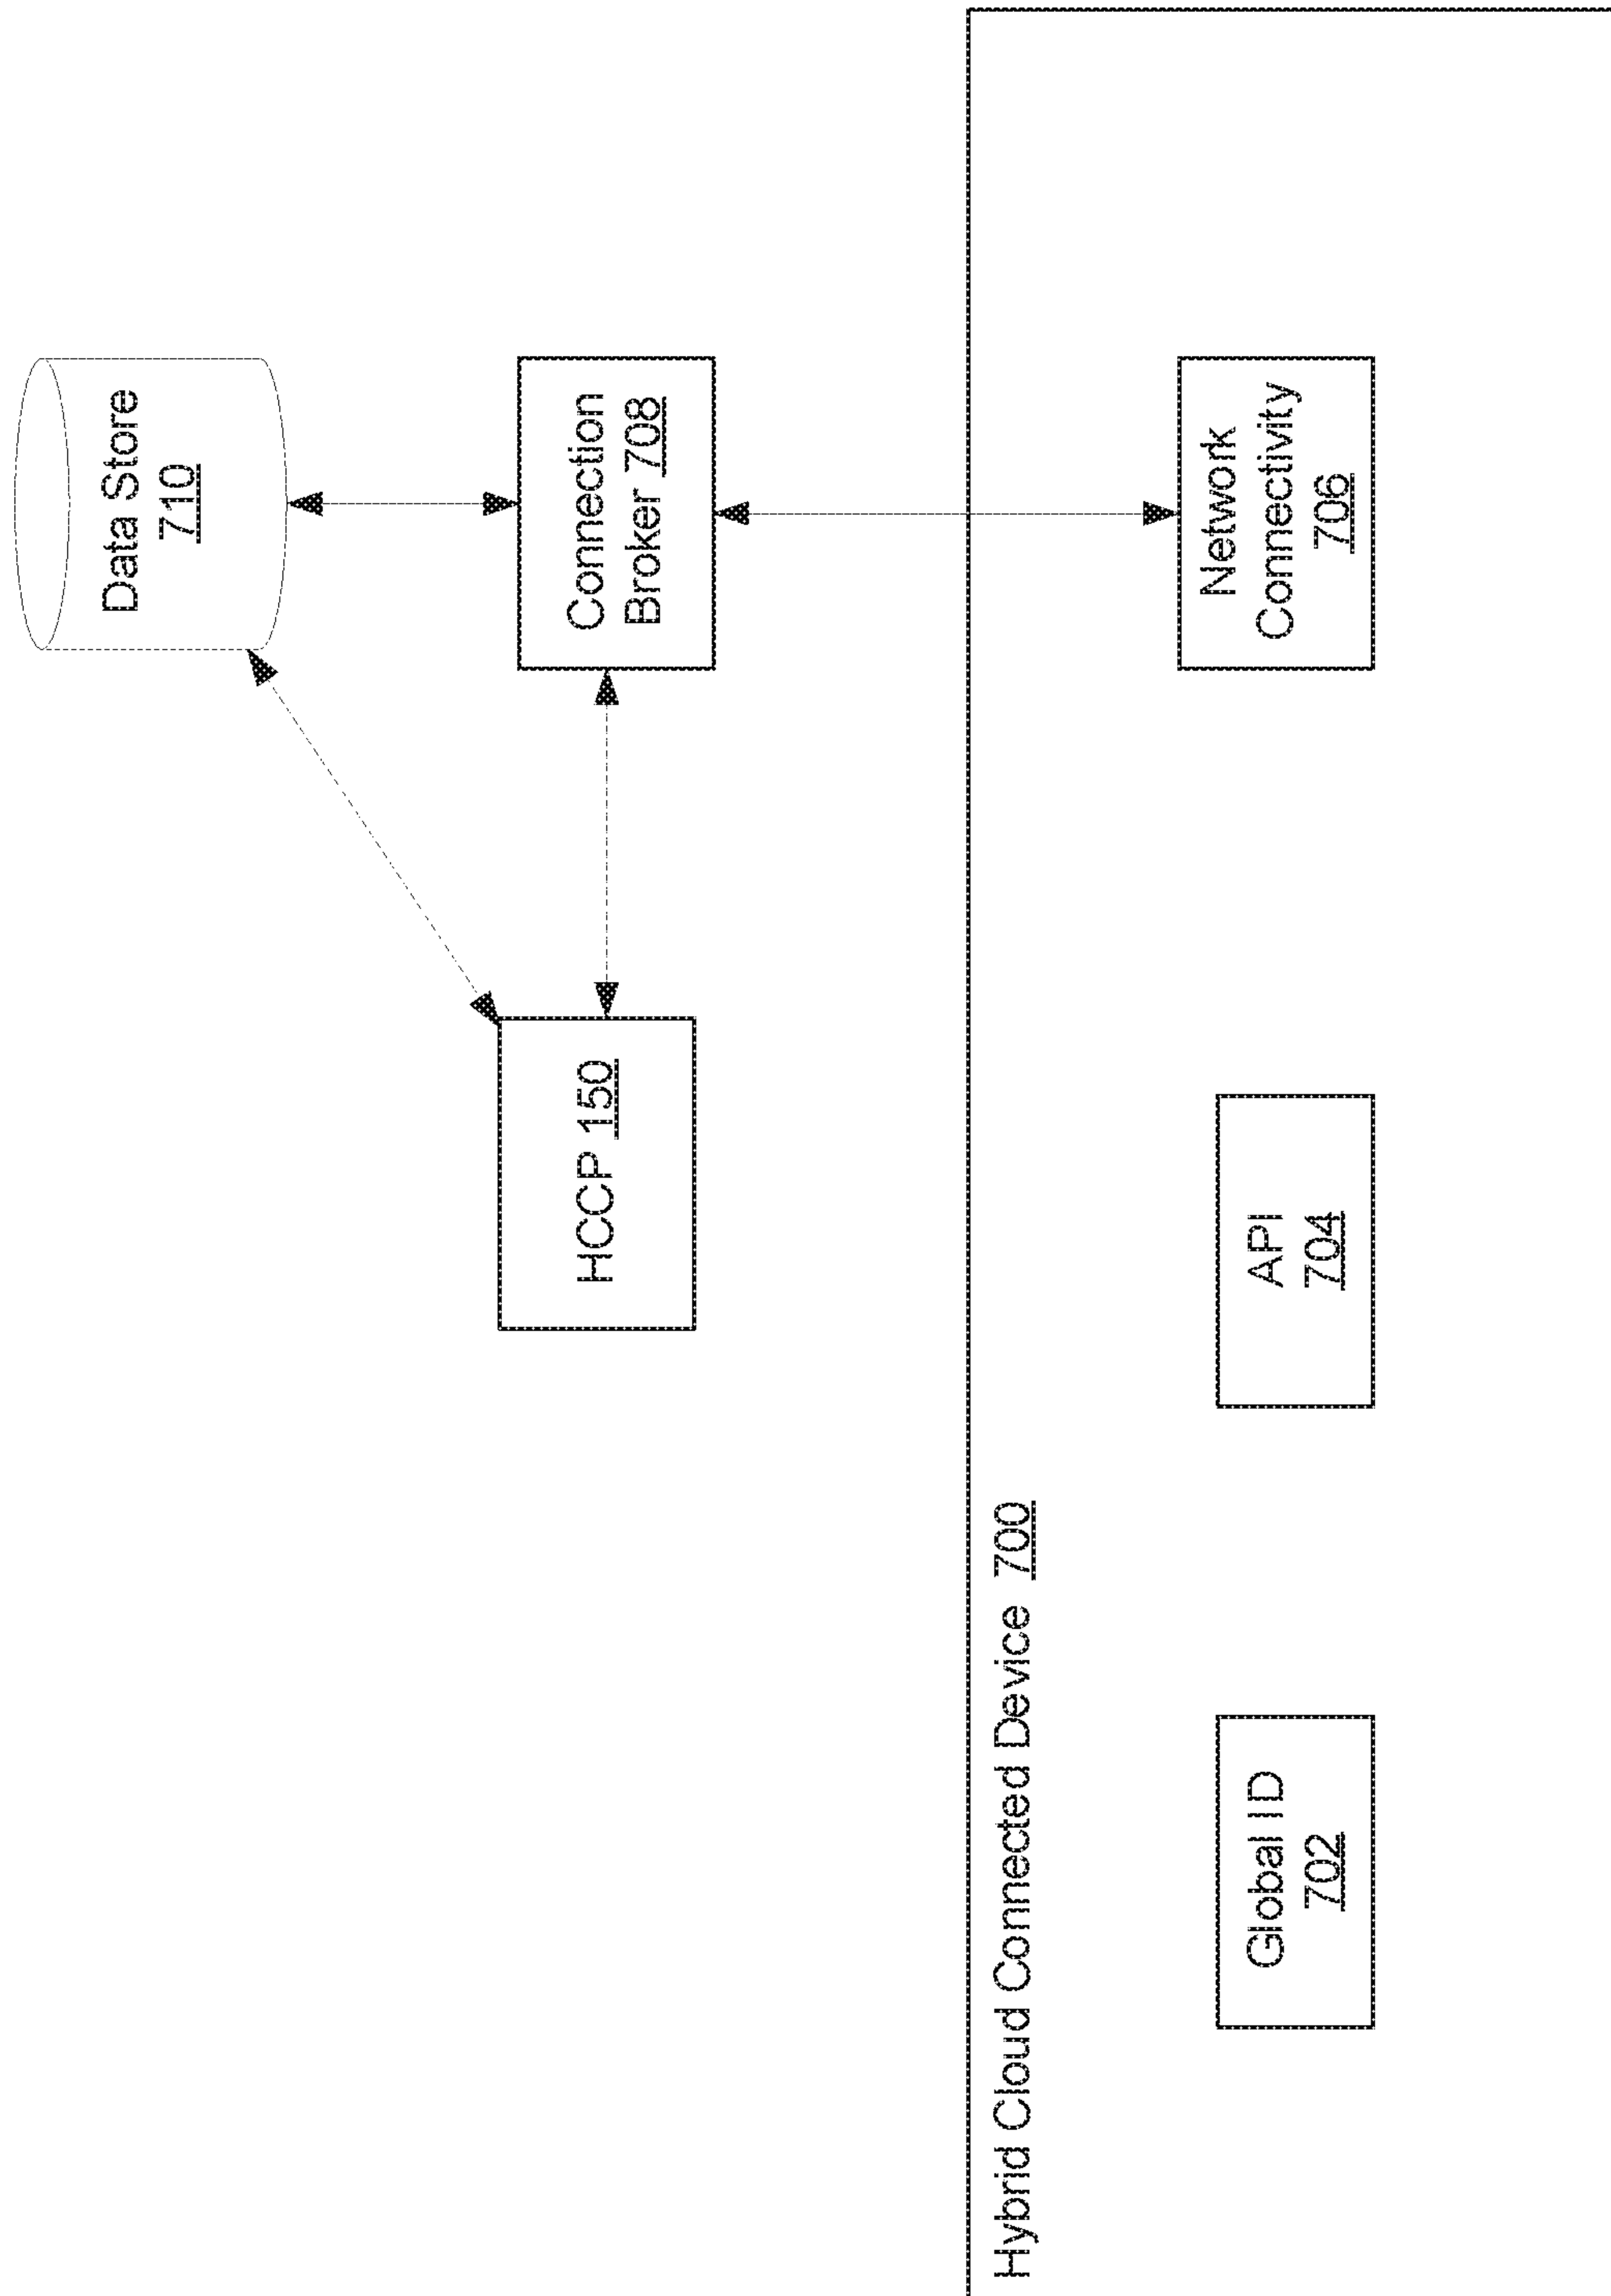 Data Store
710
HCCP 150
Connection
Broker 708
Hybrid Cloud Connected Device 700
Global ID
702
API
704
Network
Connectivity
706